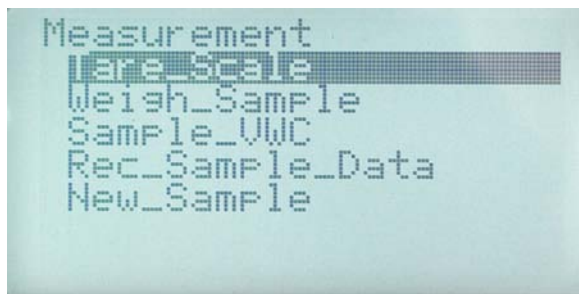 Measurement
Tare_Scale
Weigh_Sample
Sample_VWC
Rec_Sample_Data
New_Sample